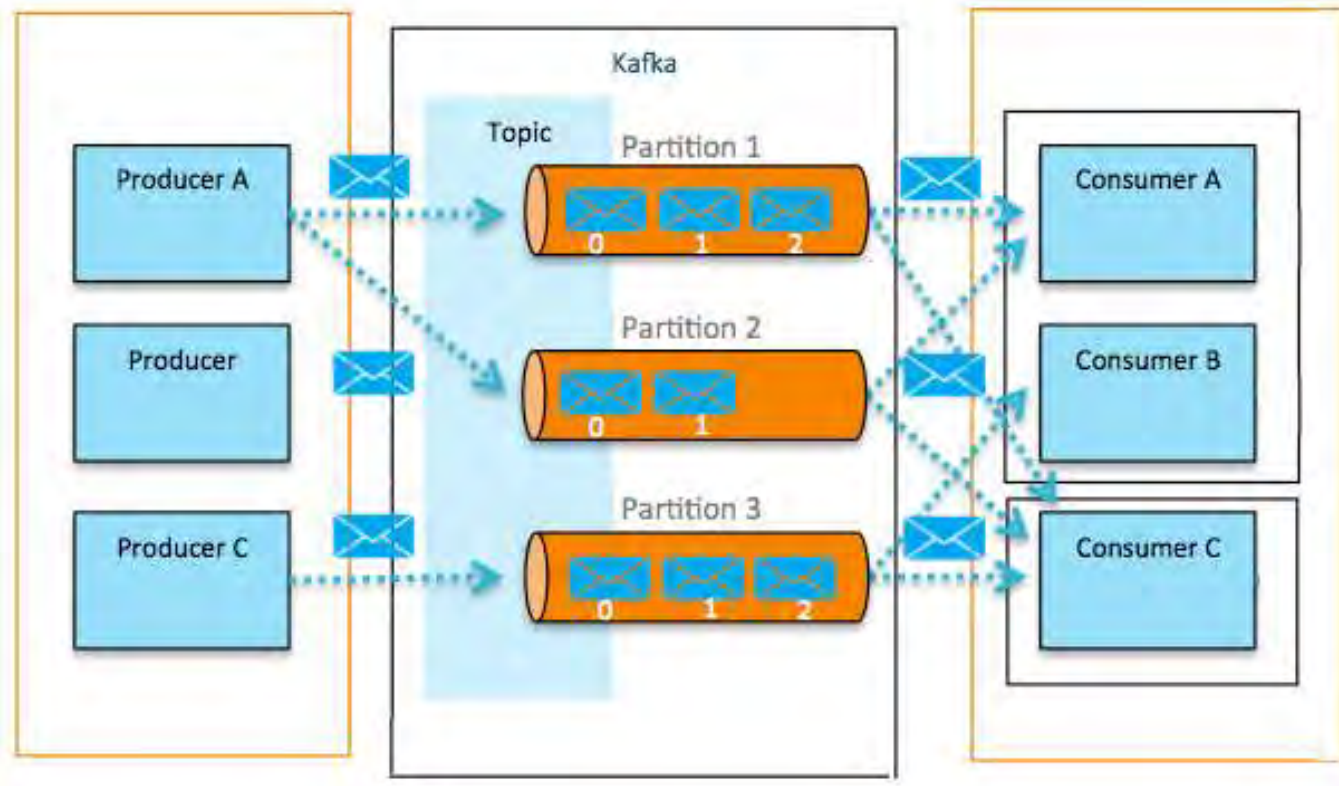 Kafka
Topic
Producer A
Producer
Producer C
Partition 1
0 1 2
Partition 2
0 1
Partition 3
0 1 2
Consumer A
Consumer B
Consumer C